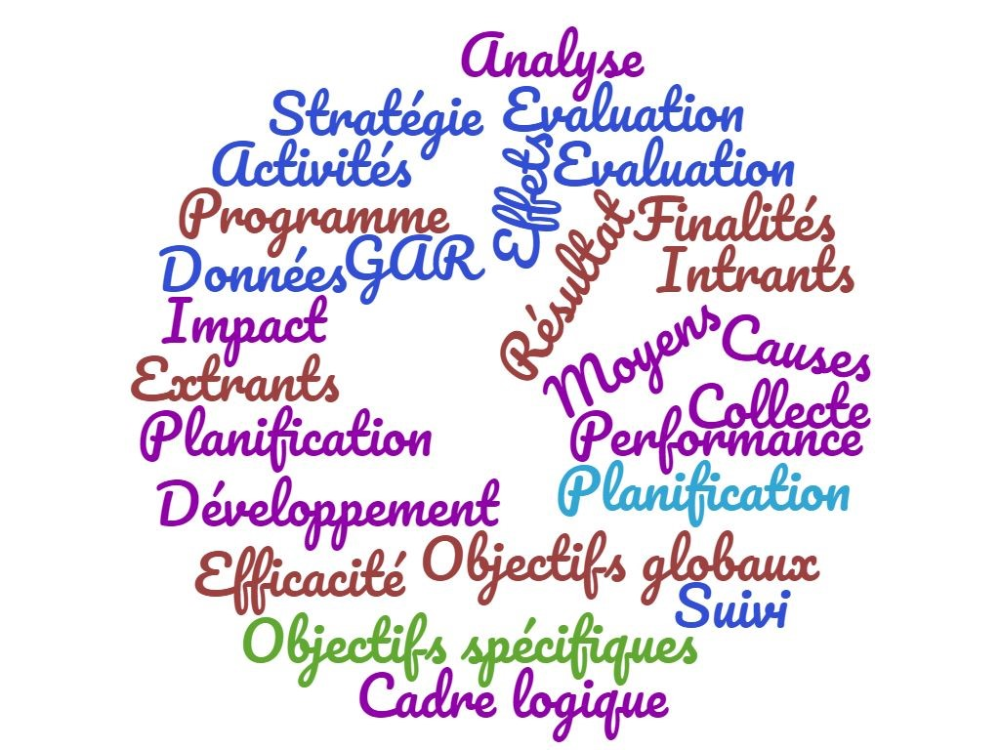 Analyse
Stratégie
Evaluation
Activités
Effets
Evaluation
Programme
Résultat
Finalités
Données
GAR
Intrants
Impact
Moyens
Causes
Extrants
Collecte
Planification
Performance
Développement
Planification
Efficacité
Objectifs globaux
Suivi
Objectifs spécifiques
Cadre logique